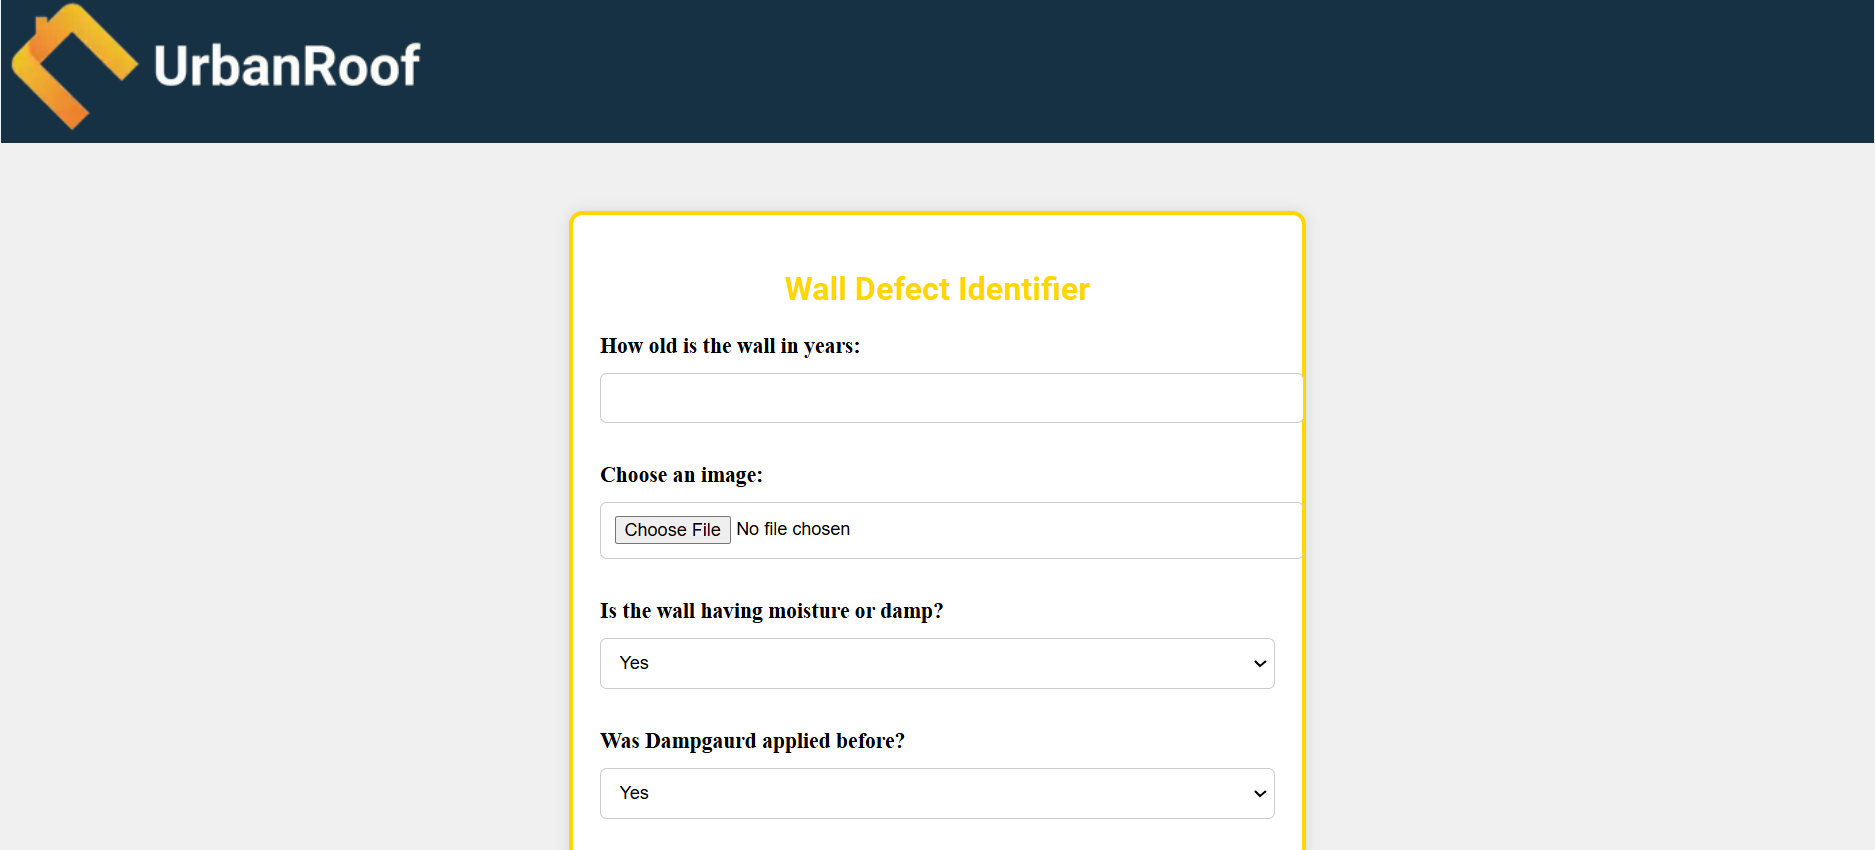 UrbanRoof
Wall Defect Identifier
How old is the wall in years:
Choose an image:
Choose File No file chosen
Is the wall having moisture or damp?
Yes
Was Dampgaurd applied before?
Yes